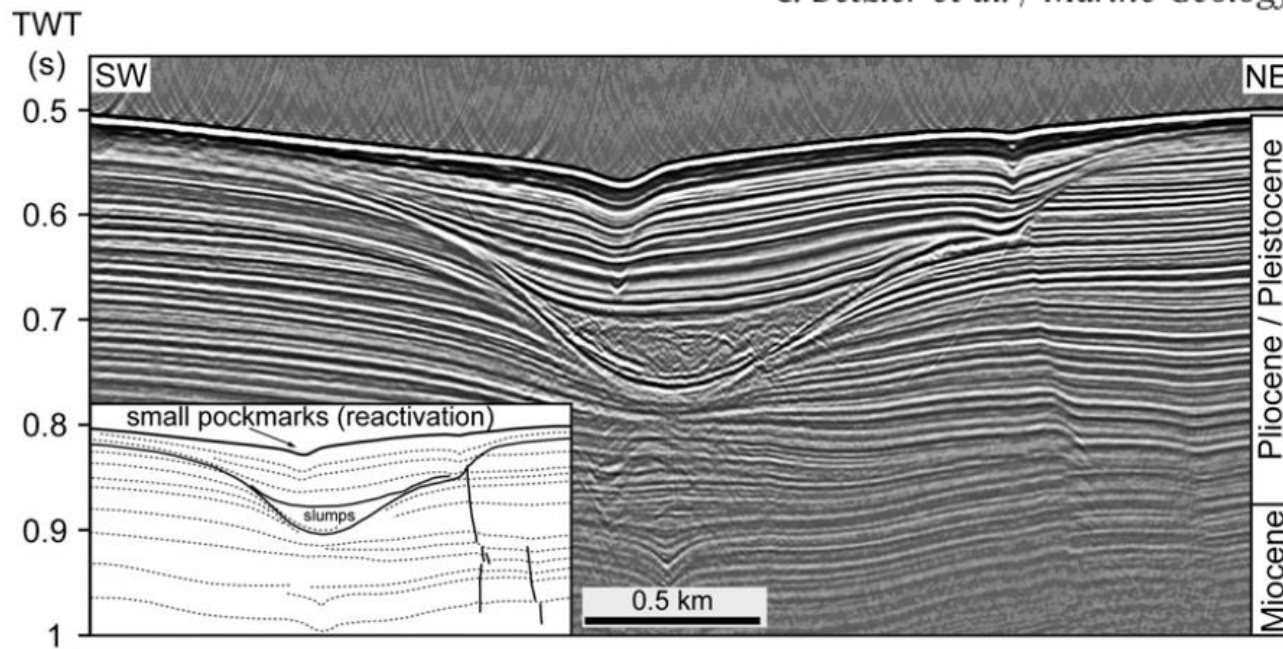 TWT
(s)
SW
NE
0.5
0.6
0.7
0.8
0.9
1
small pockmarks (reactivation)
slumps
0.5 km
Pliocene / Pleistocene
Miocene